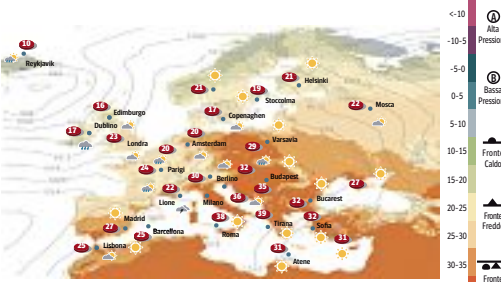 10
Reykjavik
21
21
Helsinki
19
Stoccolma
16
Edimburgo
17
Copenaghen
22
Mosca
17
Dublino
23
Londra
20
Amsterdam
29
Varsavia
20
24
Parigi
30
Berlino
32
Budapest
35
27
22
Lione
Milano
36
32
Bucarest
38
Roma
39
Tirana
32
Sofia
Madrid
27
25
Barcellona
25
Lisbona
31
Atene
31
<-10
-10-5
-5-0
0-5
5-10
10-15
15-20
20-25
25-30
30-35
A
Alta
Pression
B
Bassa
Pression
Fronte
Caldo
Fronte
Freddo
Fronte